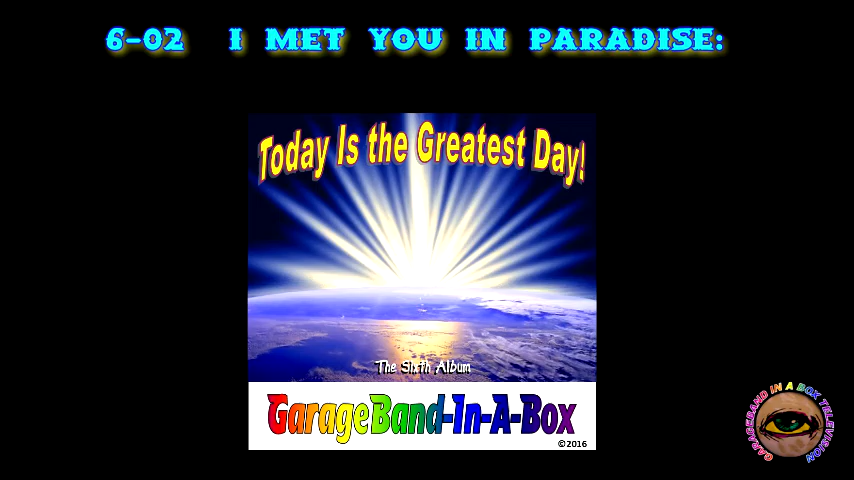 6-02 I MET YOU IN PARADISE:
Today Is the Greatest Day!
The Sixth Album
GarageBand-In-A-Box
©2016
GARAGEBAND IN A BOX TELEVISION